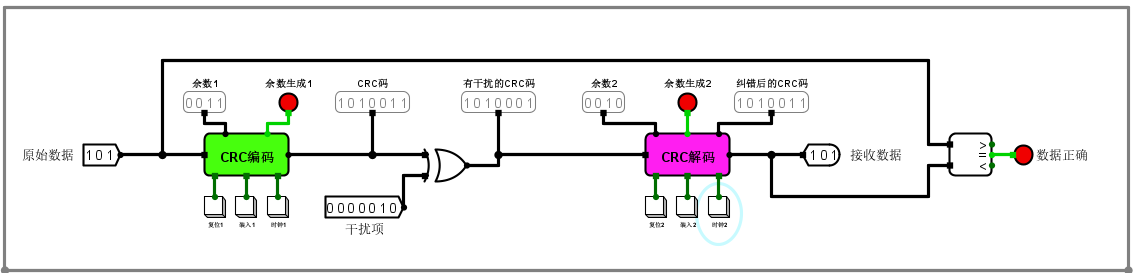 余数1
余数生成1
CRC码
有干扰的CRC码
余数2
余数生成2
纠错后的CRC码
0011
1010011
1010001
0010
1010011
原始数据
101
CRC编码
CRC解码
101
接收数据
>
=
<
数据正确
复位1
装入1
时钟1
0000010
干扰项
复位2
装入2
时钟2